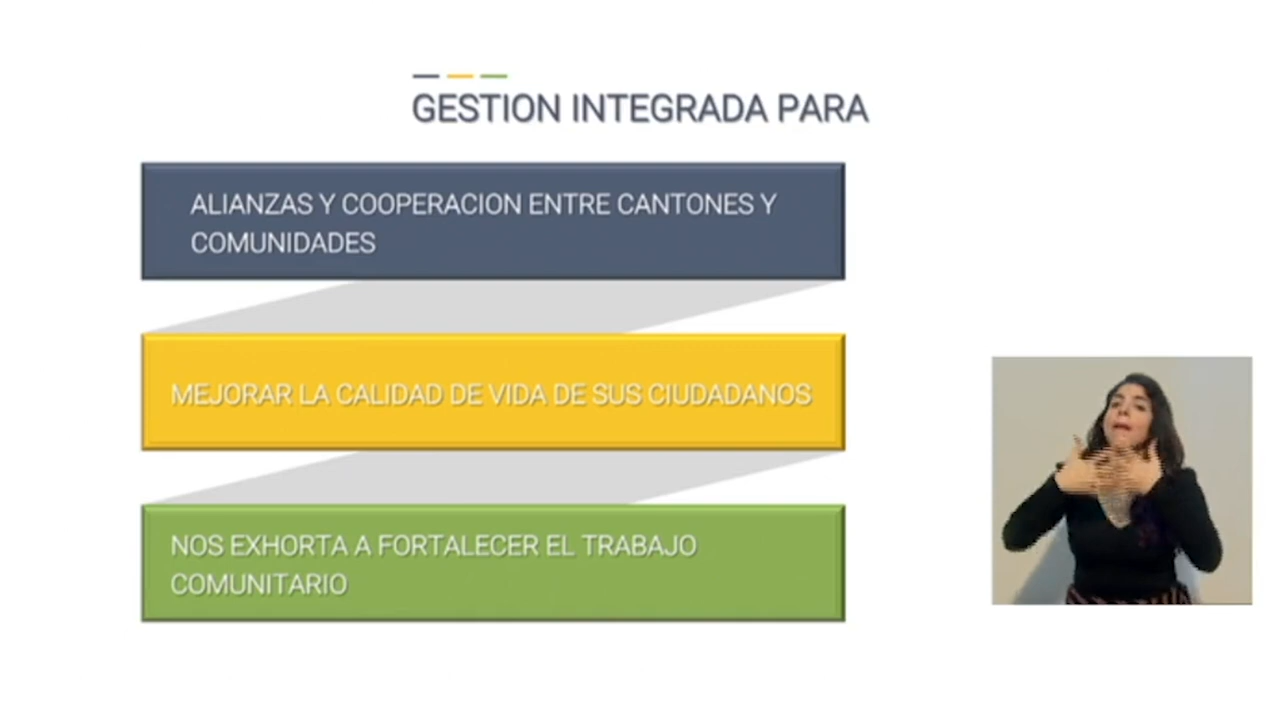 GESTION INTEGRADA PARA
ALIANZAS Y COOPERACION ENTRE CANTONES Y
COMUNIDADES
MEJORAR LA CALIDAD DE VIDA DE SUS CIUDADANOS
NOS EXHORTA A FORTALECER EL TRABAJO
COMUNITARIO